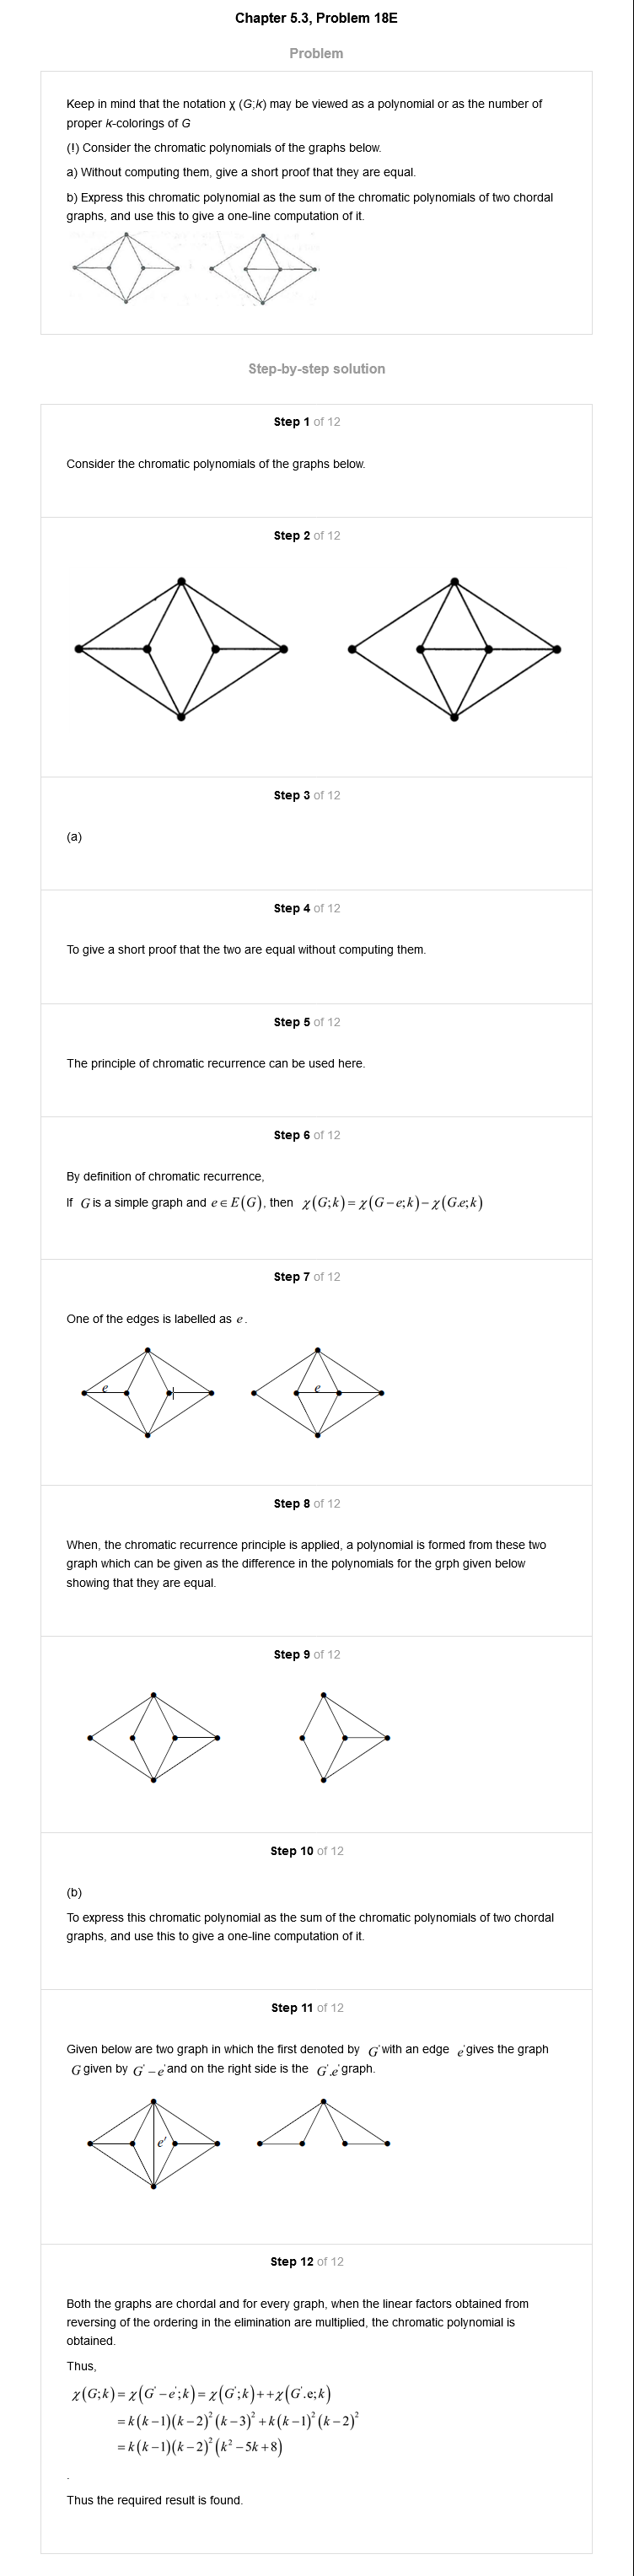 Chapter 5.3, Problem 18E
Problem
Keep in mind that the notation χ (G;k) may be viewed as a polynomial or as the number of
proper k-colorings of G
(!) Consider the chromatic polynomials of the graphs below.
a) Without computing them, give a short proof that they are equal.
b) Express this chromatic polynomial as the sum of the chromatic polynomials of two chordal
graphs, and use this to give a one-line computation of it.
Step-by-step solution
Step 1 of 12
Consider the chromatic polynomials of the graphs below.
Step 2 of 12
Step 3 of 12
(a)
Step 4 of 12
To give a short proof that the two are equal without computing them.
Step 5 of 12
The principle of chromatic recurrence can be used here.
Step 6 of 12
By definition of chromatic recurrence,
If G is a simple graph and e ∈ E(G), then χ(G;k) = χ(G−e;k) − χ(G.e;k)
Step 7 of 12
One of the edges is labelled as e.
e e
Step 8 of 12
When, the chromatic recurrence principle is applied, a polynomial is formed from these two
graph which can be given as the difference in the polynomials for the grph given below
showing that they are equal.
Step 9 of 12
Step 10 of 12
(b)
To express this chromatic polynomial as the sum of the chromatic polynomials of two chordal
graphs, and use this to give a one-line computation of it.
Step 11 of 12
Given below are two graph in which the first denoted by G' with an edge e' gives the graph
G given by G' − e' and on the right side is the G'.e' graph.
e'
Step 12 of 12
Both the graphs are chordal and for every graph, when the linear factors obtained from
reversing of the ordering in the elimination are multiplied, the chromatic polynomial is
obtained.
Thus,
χ(G;k) = χ(G' − e';k) = χ(G';k) + +χ(G'.e;k)
= k(k−1)(k−2)²(k−3)² + k(k−1)²(k−2)²
= k(k−1)(k−2)²(k² − 5k + 8)
.
Thus the required result is found.